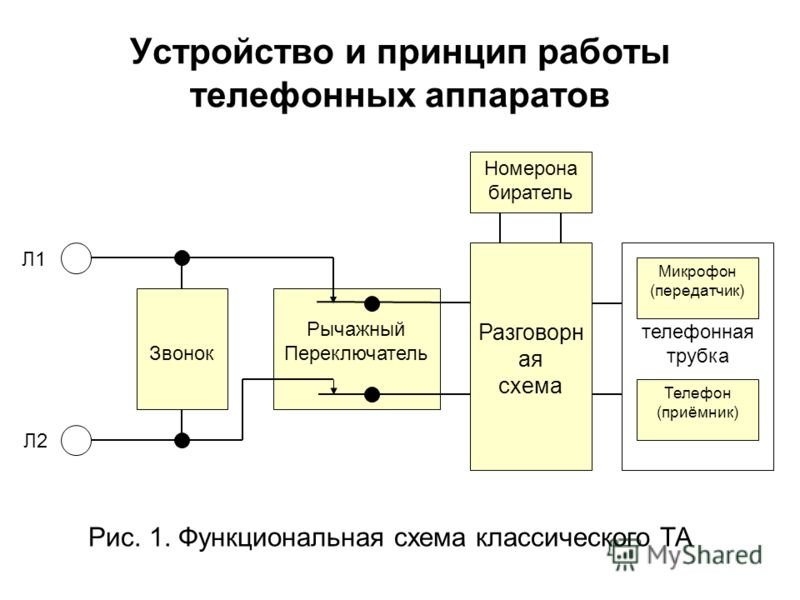 Устройство и принцип работы
телефонных аппаратов
Номерона
биратель
Л1
Микрофон
(передатчик)
Рычажный
Переключатель
Звонок
Разговорн
ая
схема
телефонная
трубка
Телефон
(приёмник)
Л2
Рис. 1. Функциональная схема классического ТА
MyShared